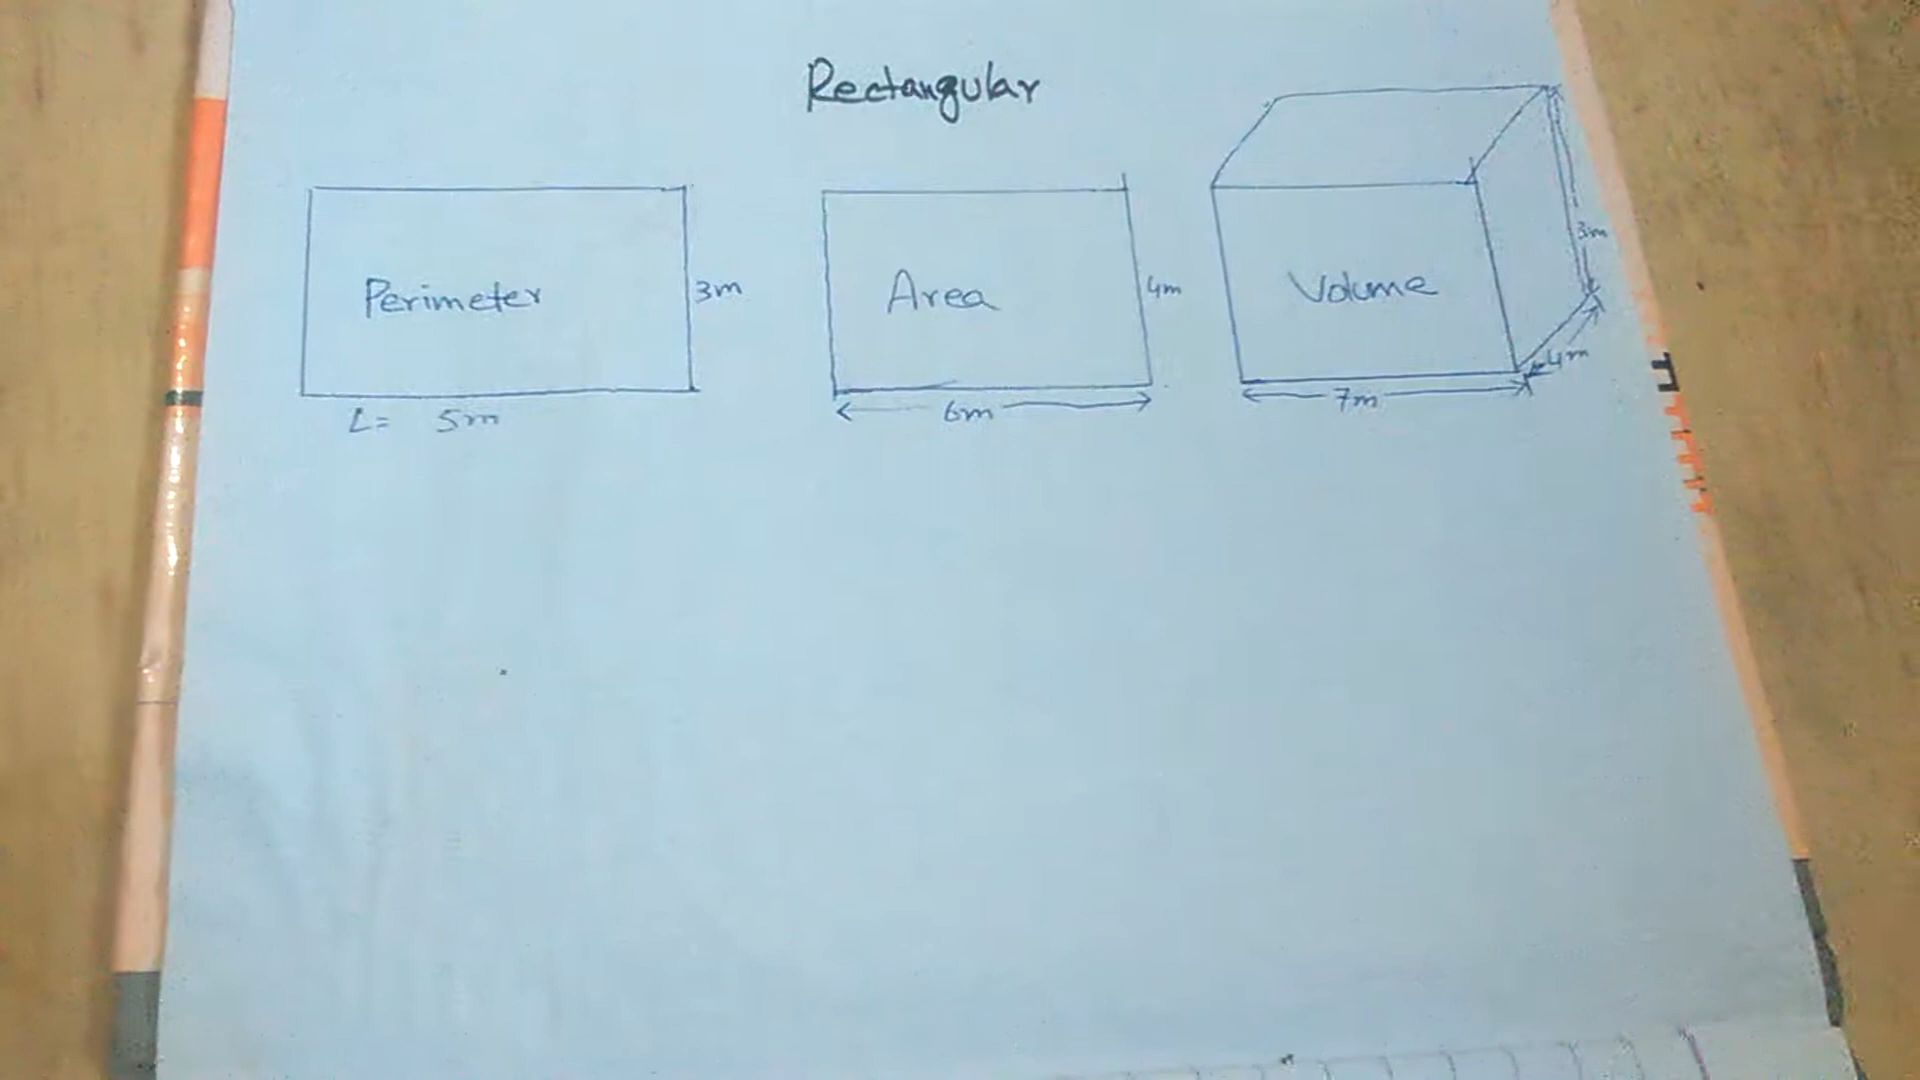 Rectangular
Perimeter
3m
L= 5m
Area
4m
6m
Volume
3m
4m
7m